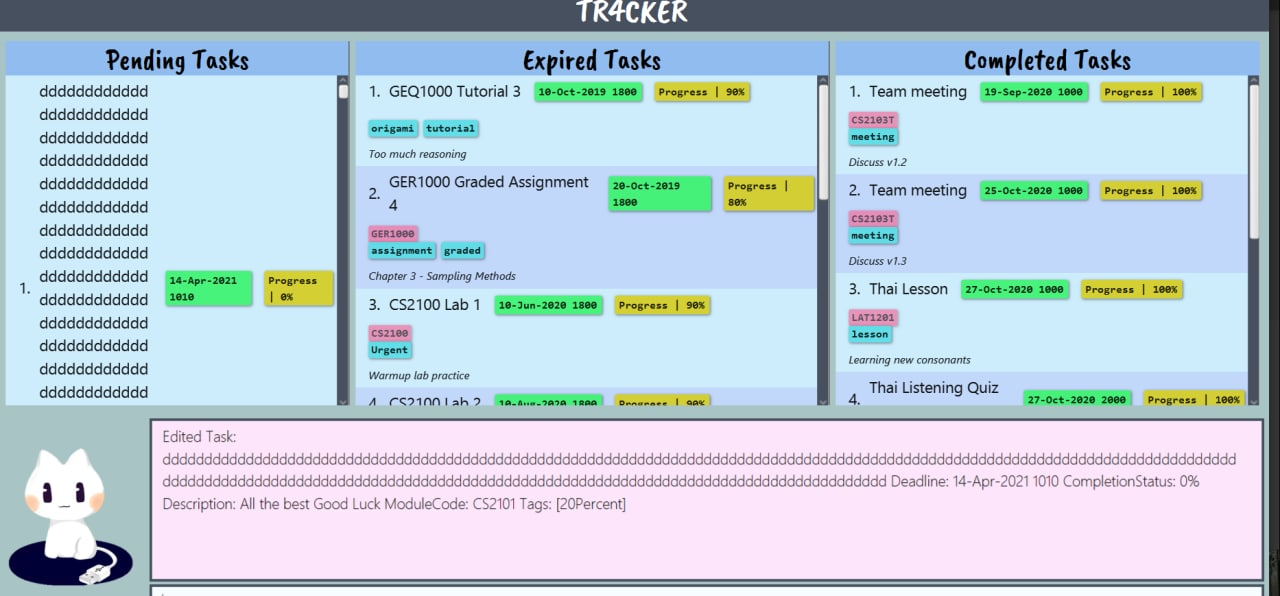 TR4CKER
Pending Tasks
dddddddddddd
dddddddddddd
dddddddddddd
dddddddddddd
dddddddddddd
dddddddddddd
dddddddddddd
dddddddddddd
dddddddddddd
1.
14-Apr-2021
1010
Progress
| 0%
dddddddddddd
dddddddddddd
dddddddddddd
dddddddddddd
dddddddddddd
Expired Tasks
1. GEQ1000 Tutorial 3 10-Oct-2019 1800 Progress | 90%
origami tutorial
Too much reasoning
2. GER1000 Graded Assignment
4
20-Oct-2019
1800
Progress |
80%
GER1000
assignment graded
Chapter 3 - Sampling Methods
3. CS2100 Lab 1 10-Jun-2020 1800 Progress | 90%
CS2100
Urgent
Warmup lab practice
4. CS2100 Lab 2 10-Aug-2020 1800 Progress | 90%
Completed Tasks
1. Team meeting 19-Sep-2020 1000 Progress | 100%
CS2103T
meeting
Discuss v1.2
2. Team meeting 25-Oct-2020 1000 Progress | 100%
CS2103T
meeting
Discuss v1.3
3. Thai Lesson 27-Oct-2020 1000 Progress | 100%
LAT1201
lesson
Learning new consonants
Thai Listening Quiz
4. 27-Oct-2020 2000 Progress | 100%
Edited Task:
Deadline: 14-Apr-2021 1010 CompletionStatus: 0%
Description: All the best Good Luck ModuleCode: CS2101 Tags: [20Percent]